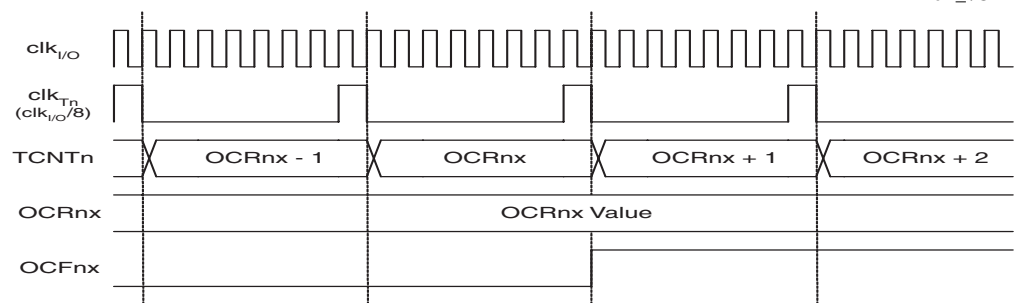 clkI/O
clkTn
(clkI/O/8)
TCNTn OCRnx - 1 OCRnx OCRnx + 1 OCRnx + 2
OCRnx OCRnx Value
OCFnx